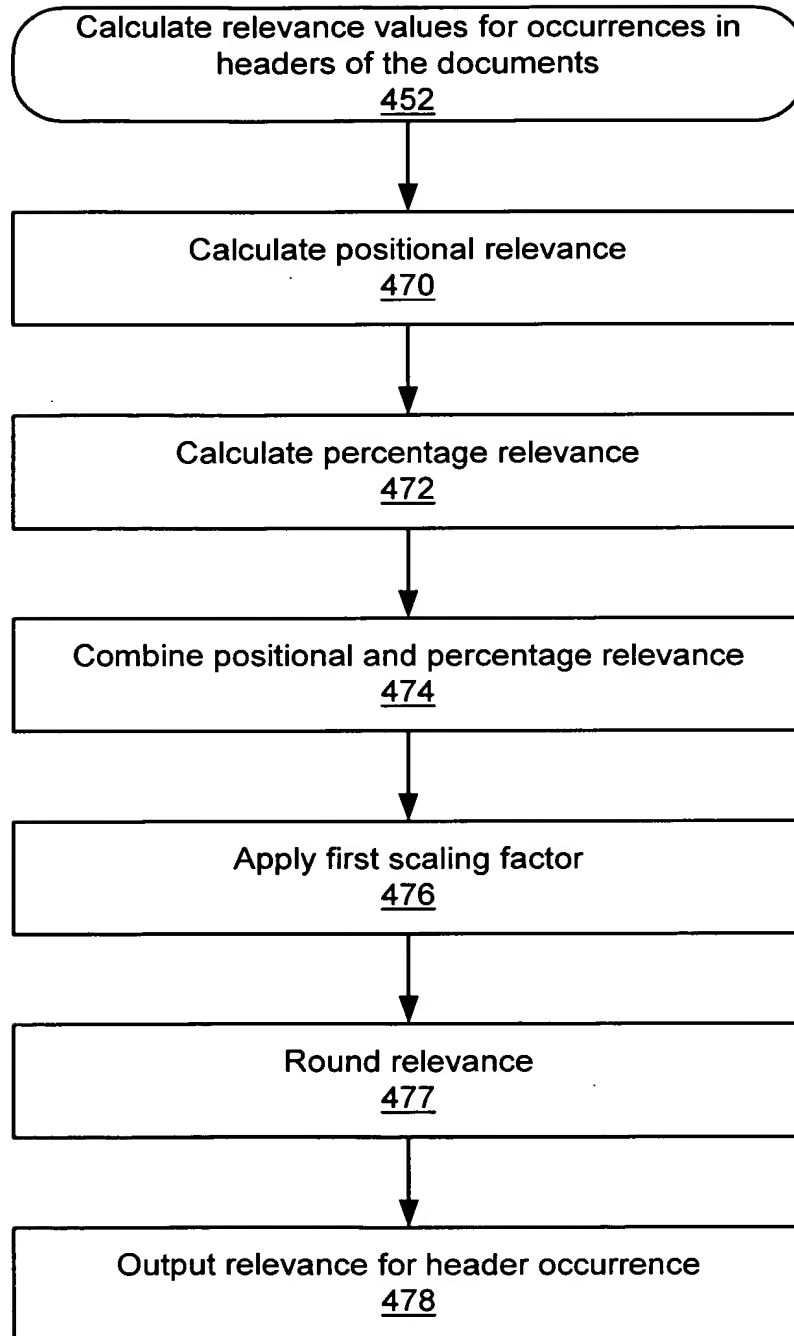 Calculate relevance values for occurrences in
headers of the documents
452
Calculate positional relevance
470
Calculate percentage relevance
472
Combine positional and percentage relevance
474
Apply first scaling factor
476
Round relevance
477
Output relevance for header occurrence
478